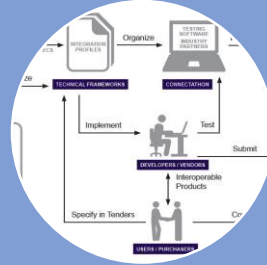 Organize
INTEGRATION
PROFILES
TESTING
SOFTWARE
INDUSTRY
PARTNERS
TECHNICAL FRAMEWORKS
CONNECTATHON
Implement
Test
DEVELOPERS / VENDORS
Submit
Interoperable
Products
Specify in Tenders
USERS / PURCHASERS